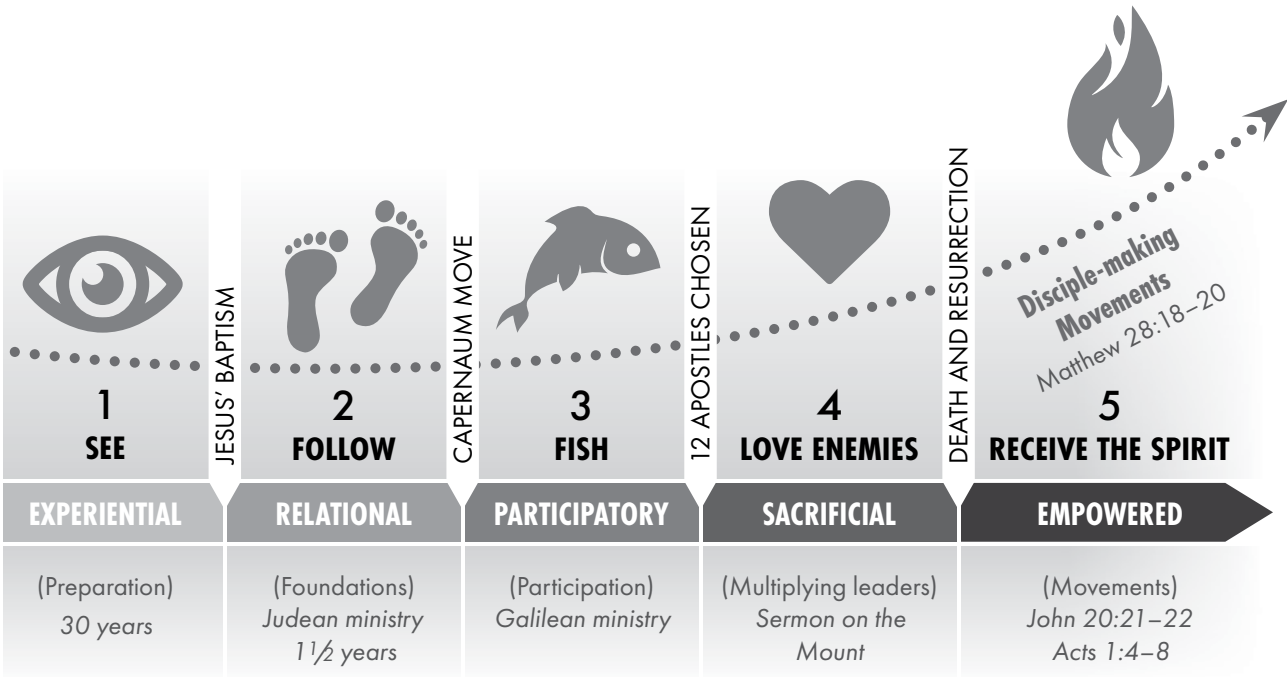 1
SEE
JESUS' BAPTISM
2
FOLLOW
CAPERNAUM MOVE
3
FISH
12 APOSTLES CHOSEN
4
LOVE ENEMIES
DEATH AND RESURRECTION
Disciple-making
Movements
Matthew 28:18–20
5
RECEIVE THE SPIRIT
EXPERIENTIAL
RELATIONAL
PARTICIPATORY
SACRIFICIAL
EMPOWERED
(Preparation)
30 years
(Foundations)
Judean ministry
1 1/2 years
(Participation)
Galilean ministry
(Multiplying leaders)
Sermon on the
Mount
(Movements)
John 20:21–22
Acts 1:4–8